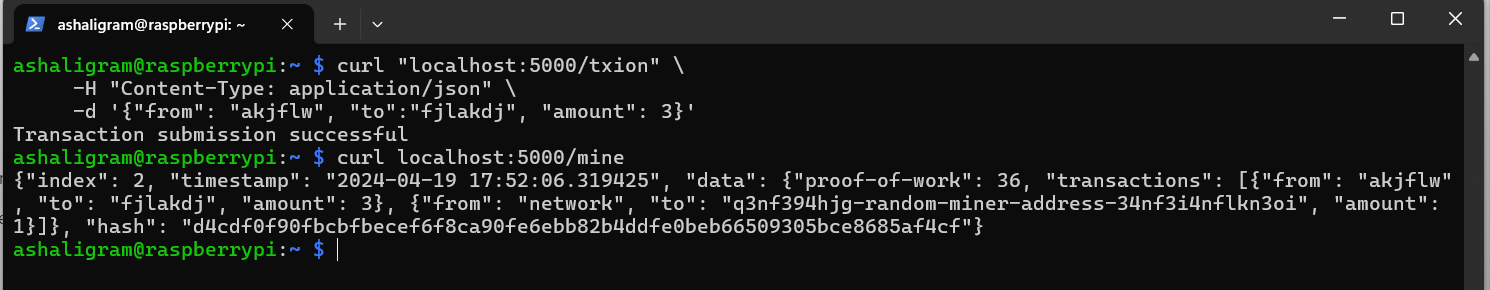 ashaligram@raspberrypi: ~
ashaligram@raspberrypi:~ $ curl "localhost:5000/txion" \
     -H "Content-Type: application/json" \
     -d '{"from": "akjflw", "to":"fjlakdj", "amount": 3}'
Transaction submission successful
ashaligram@raspberrypi:~ $ curl localhost:5000/mine
{"index": 2, "timestamp": "2024-04-19 17:52:06.319425", "data": {"proof-of-work": 36, "transactions": [{"from": "akjflw"
, "to": "fjlakdj", "amount": 3}, {"from": "network", "to": "q3nf394hjg-random-miner-address-34nf3i4nflkn3oi", "amount":
1}]}, "hash": "d4cdf0f90fbcbfbecef6f8ca90fe6ebb82b4ddfe0beb66509305bce8685af4cf"}
ashaligram@raspberrypi:~ $